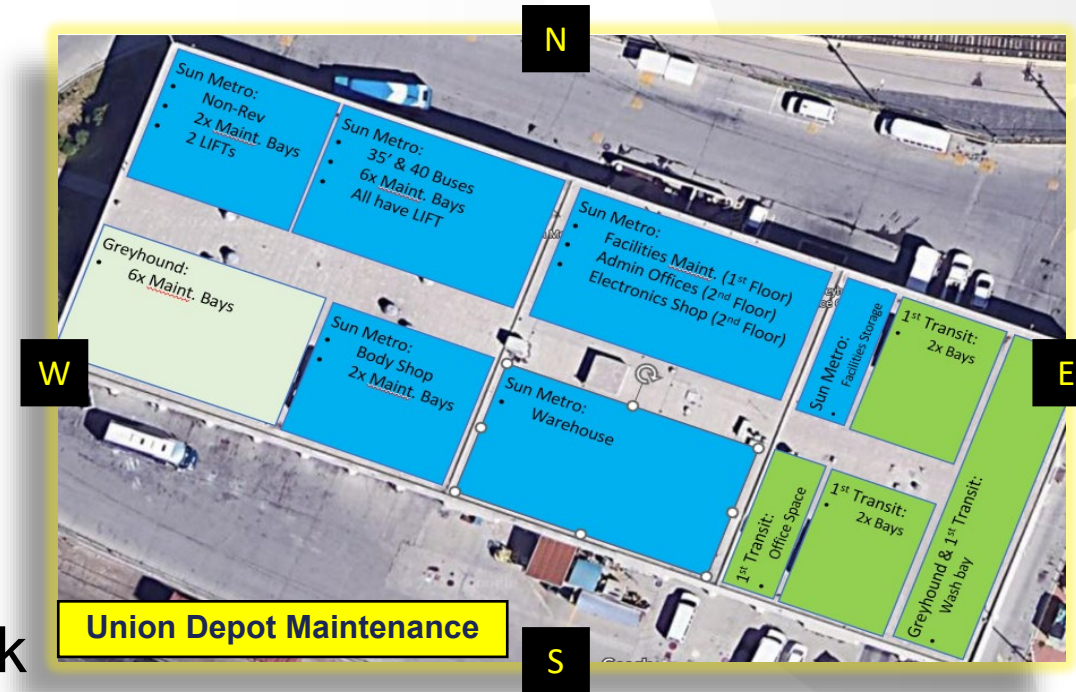 N
Sun Metro:
• Non-Rev
• 2x Maint. Bays
• 2 LIFTs
Sun Metro:
• 35’ & 40 Buses
• 6x Maint. Bays
• All have LIFT
Sun Metro:
• Facilities Maint. (1st Floor)
• Admin Offices (2nd Floor)
• Electronics Shop (2nd Floor)
Sun Metro:
• Facilities Storage
1st Transit:
• 2x Bays
Greyhound:
• 6x Maint. Bays
Sun Metro:
• Body Shop
• 2x Maint. Bays
Sun Metro:
• Warehouse
1st Transit:
• Office Space
1st Transit:
• 2x Bays
Greyhound & 1st Transit:
• Wash bay
W
E
k
Union Depot Maintenance
S